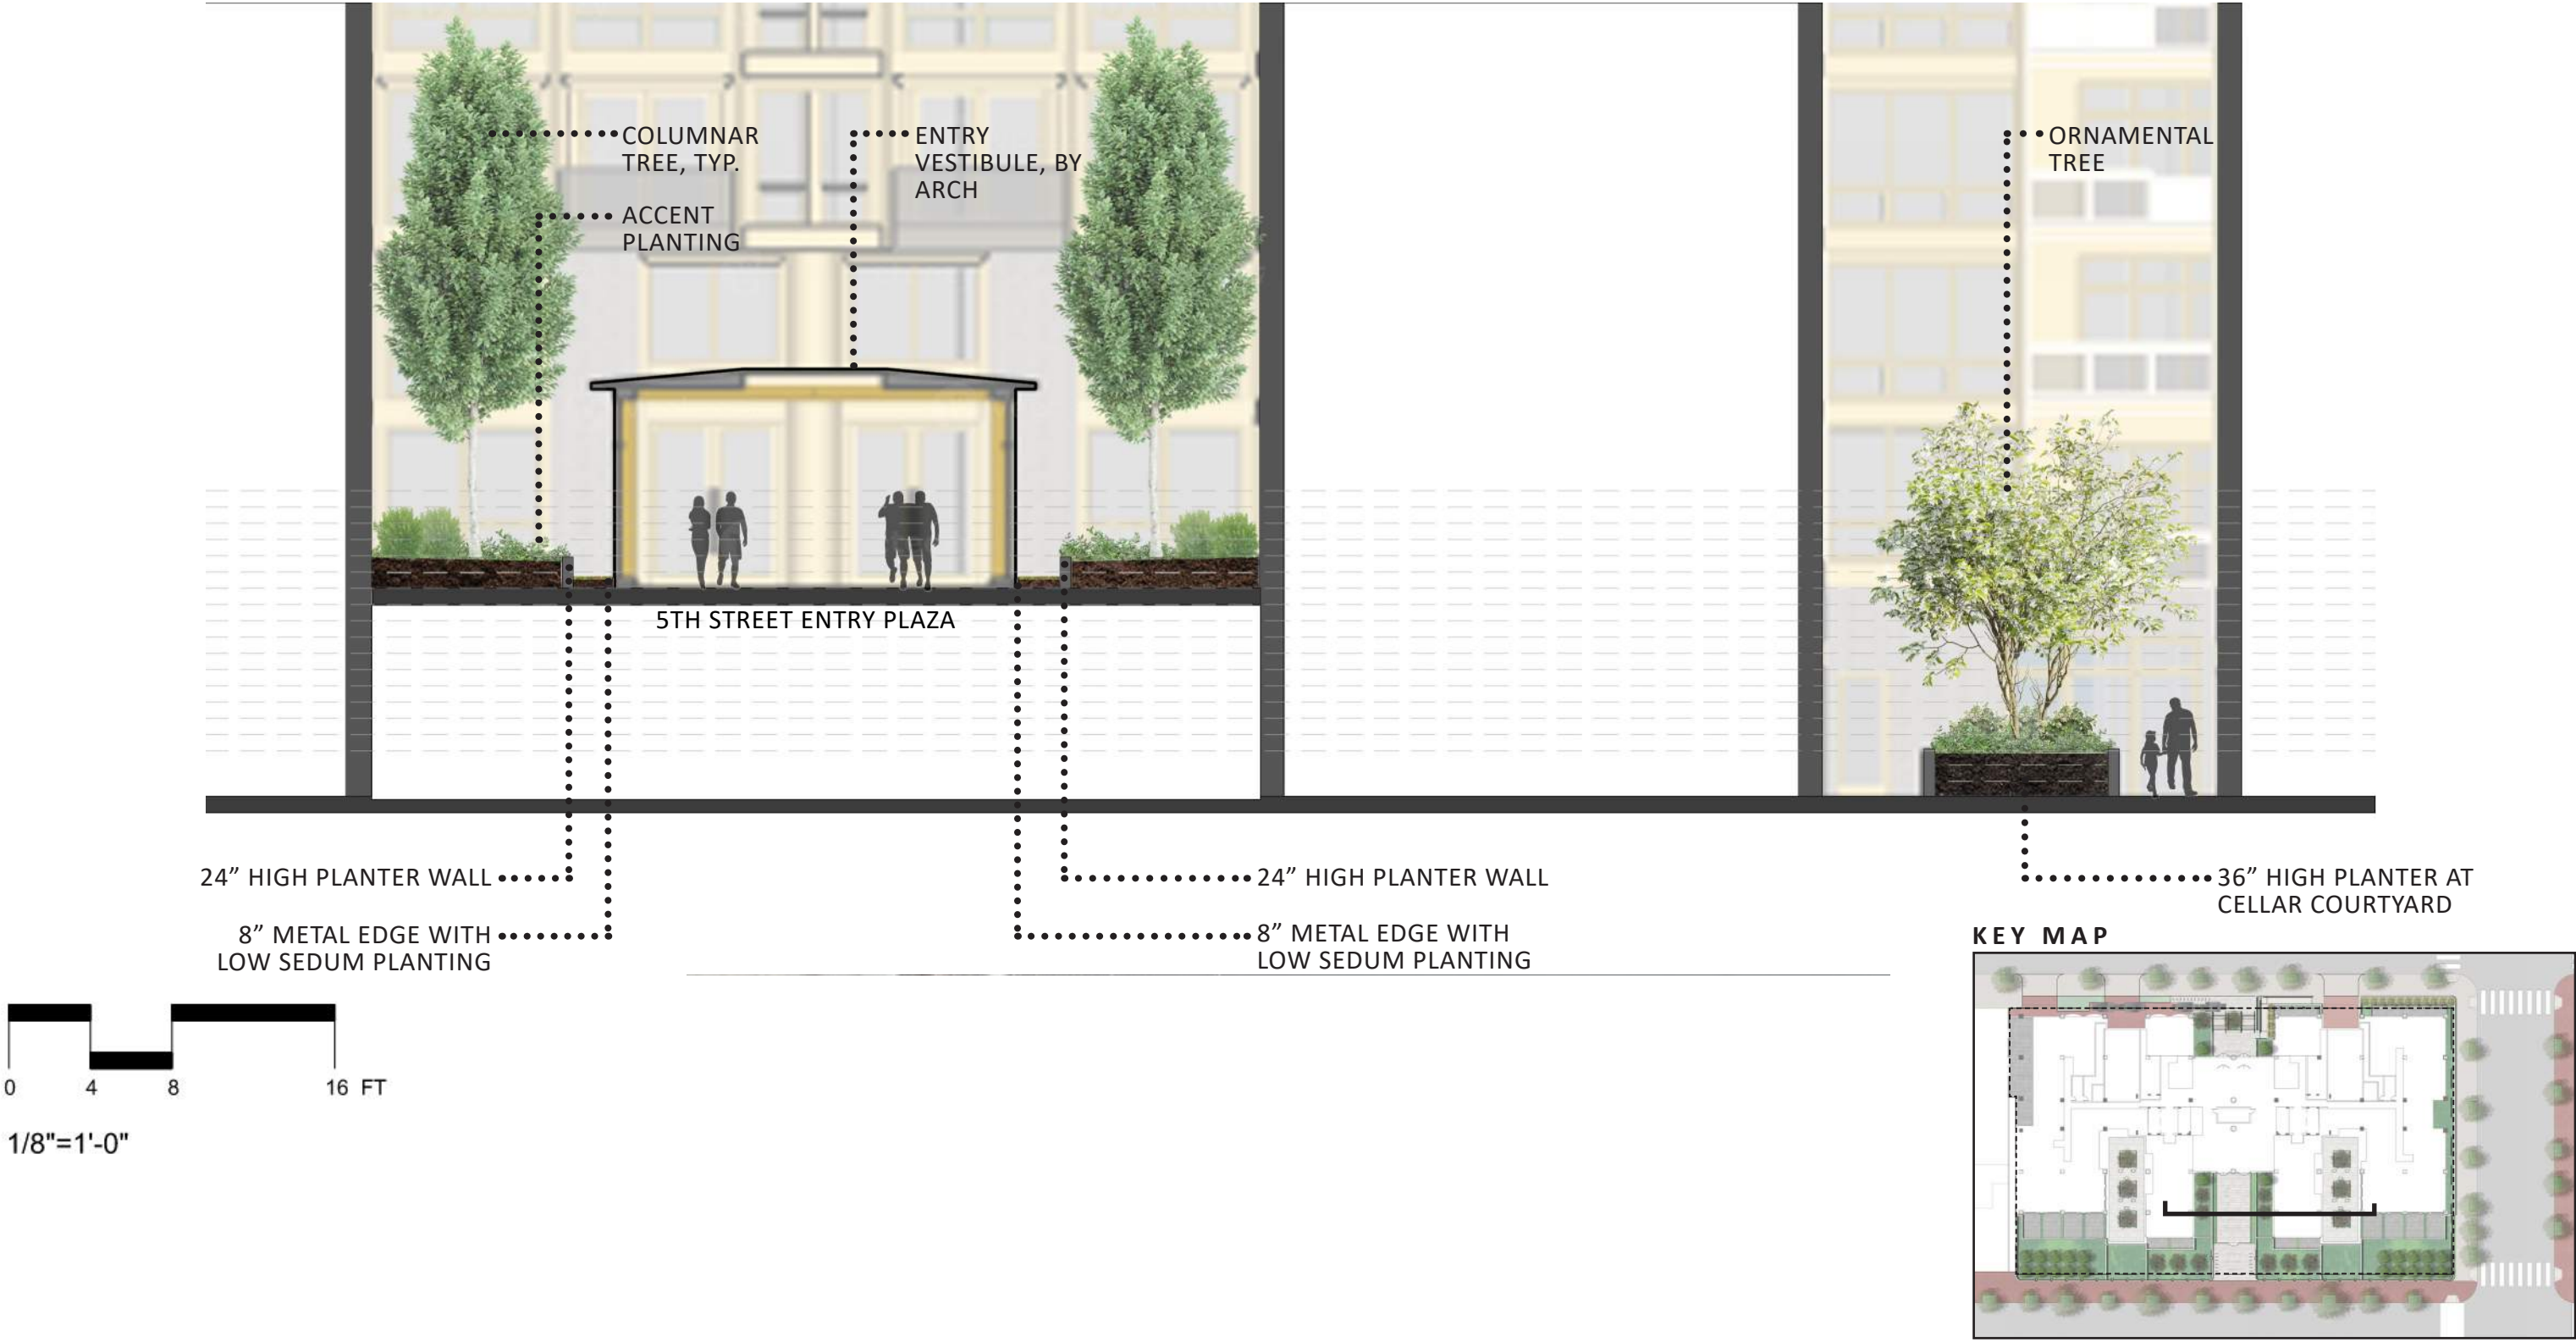 COLUMNAR
TREE, TYP.
ENTRY
VESTIBULE, BY
ARCH
ORNAMENTAL
TREE
ACCENT
PLANTING
5TH STREET ENTRY PLAZA
24” HIGH PLANTER WALL
24” HIGH PLANTER WALL
36” HIGH PLANTER AT
CELLAR COURTYARD
8” METAL EDGE WITH
LOW SEDUM PLANTING
8” METAL EDGE WITH
LOW SEDUM PLANTING
KEY MAP
0 4 8 16 FT
1/8"=1'-0"